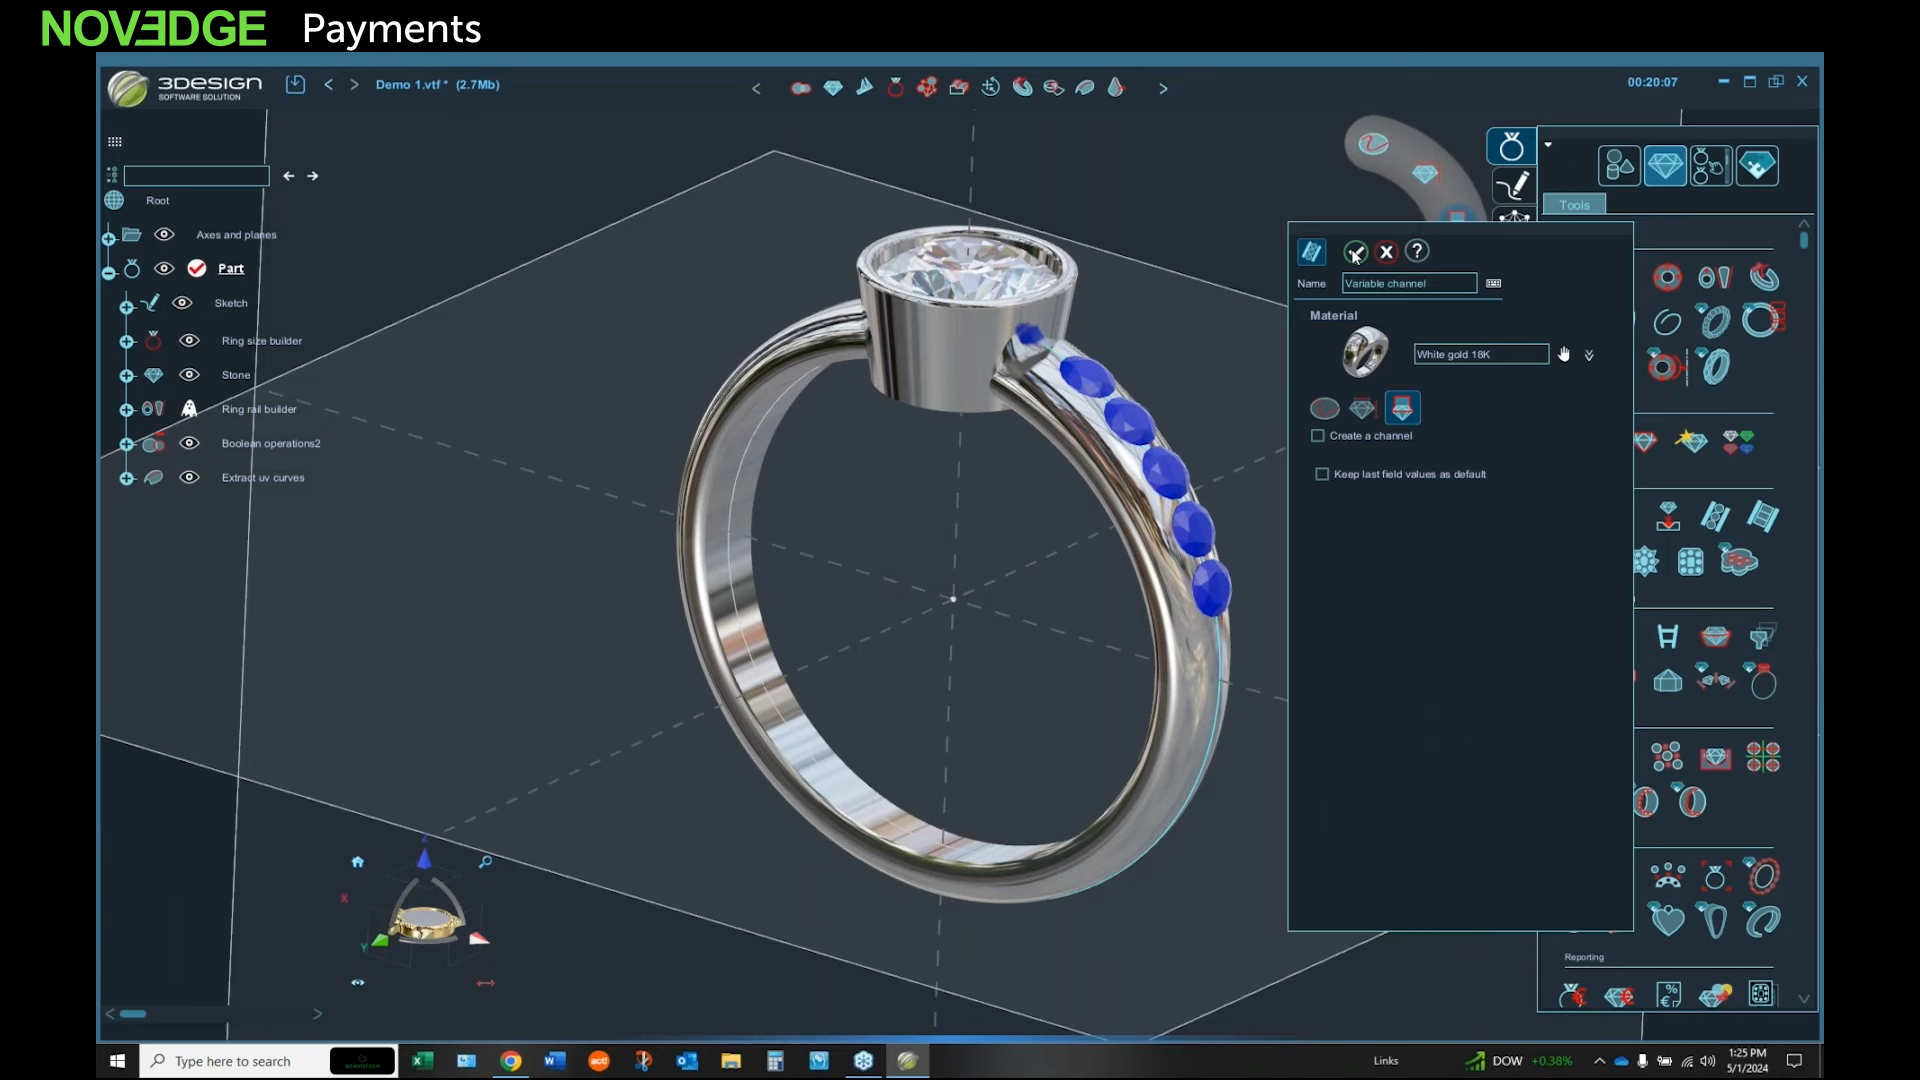 NOVEDGE Payments
3DESIGN
SOFTWARE SOLUTION
Demo 1.vtf * (2.7Mb)
00:20:07
Root
Axes and planes
Part
Sketch
Ring size builder
Stone
Ring rail builder
Boolean operations2
Extract uv curves
Tools
Name
Variable channel
Material
White gold 18K
Create a channel
Keep last field values as default
Reporting
Z
X
Y
Type here to search
Links
DOW +0.38%
1:25 PM
5/1/2024